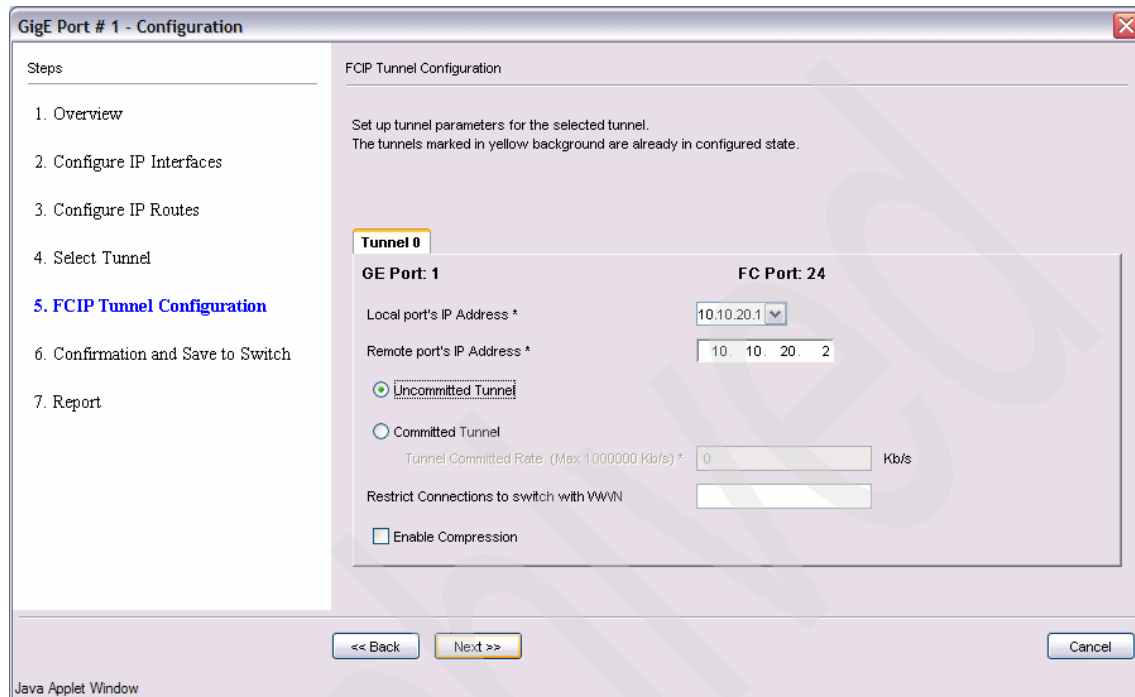 GigE Port # 1 - Configuration
Steps
1. Overview
2. Configure IP Interfaces
3. Configure IP Routes
4. Select Tunnel
5. FCIP Tunnel Configuration
6. Confirmation and Save to Switch
7. Report
FCIP Tunnel Configuration
Set up tunnel parameters for the selected tunnel.
The tunnels marked in yellow background are already in configured state.
Tunnel 0
GE Port: 1 FC Port: 24
Local port's IP Address * 10.10.20.1
Remote port's IP Address * 10. 10. 20. 2
Uncommitted Tunnel
Committed Tunnel
Tunnel Committed Rate (Max 1000000 Kb/s) * 0 Kb/s
Restrict Connections to switch with WWN
Enable Compression
<< Back Next >> Cancel
Java Applet Window